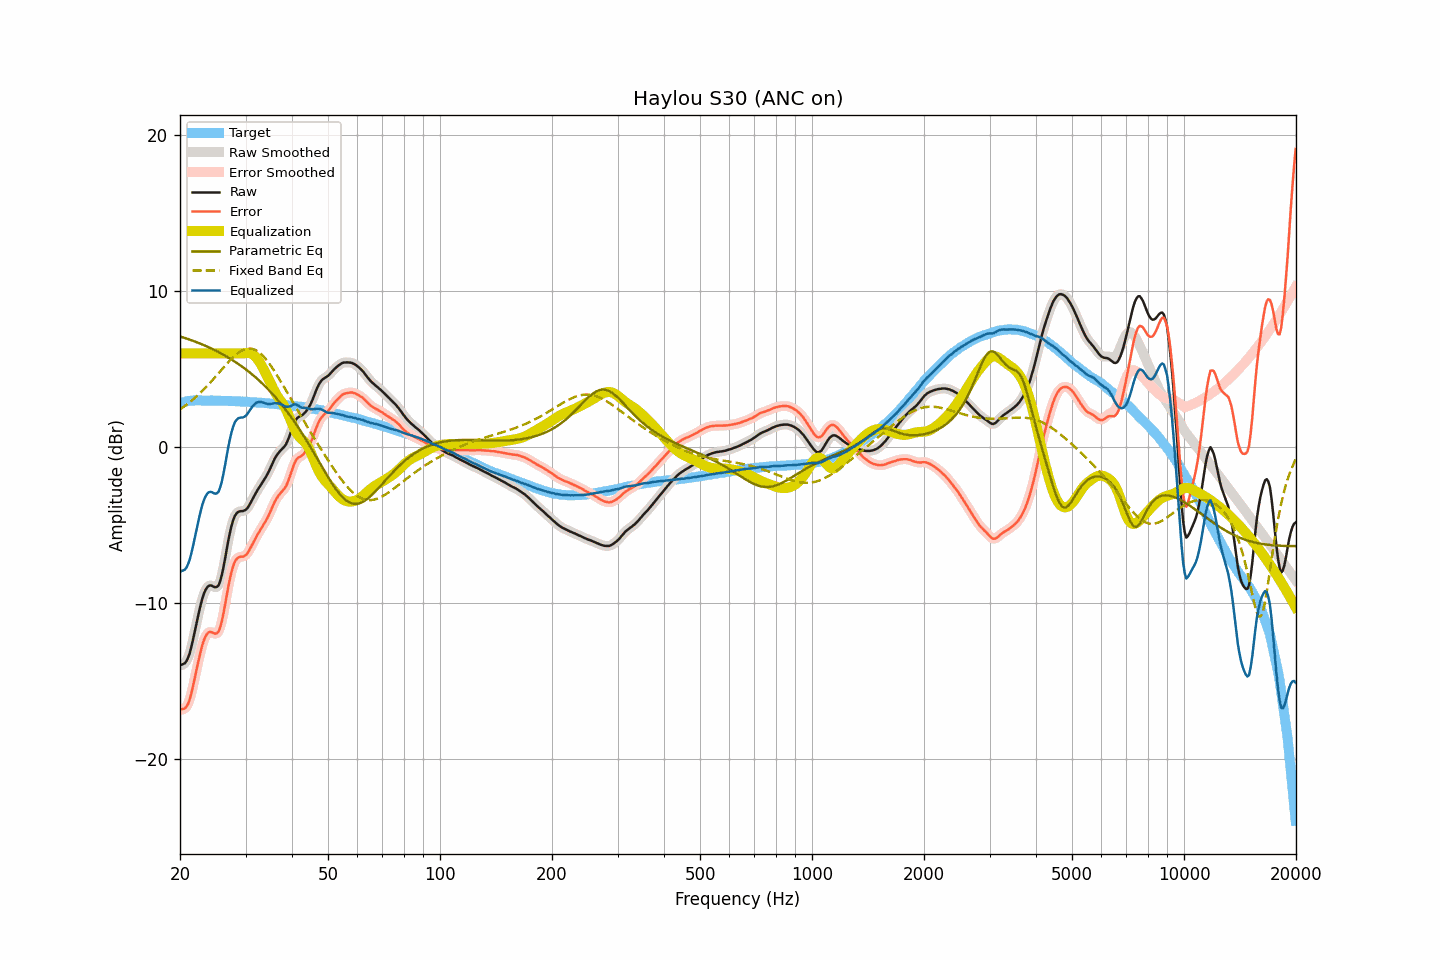 Haylou S30 (ANC on)
Target
Raw Smoothed
Error Smoothed
Raw
Error
Equalization
Parametric Eq
Fixed Band Eq
Equalized
20
10
0
−10
−20
Amplitude (dBr)
20 50 100 200 500 1000 2000 5000 10000 20000
Frequency (Hz)